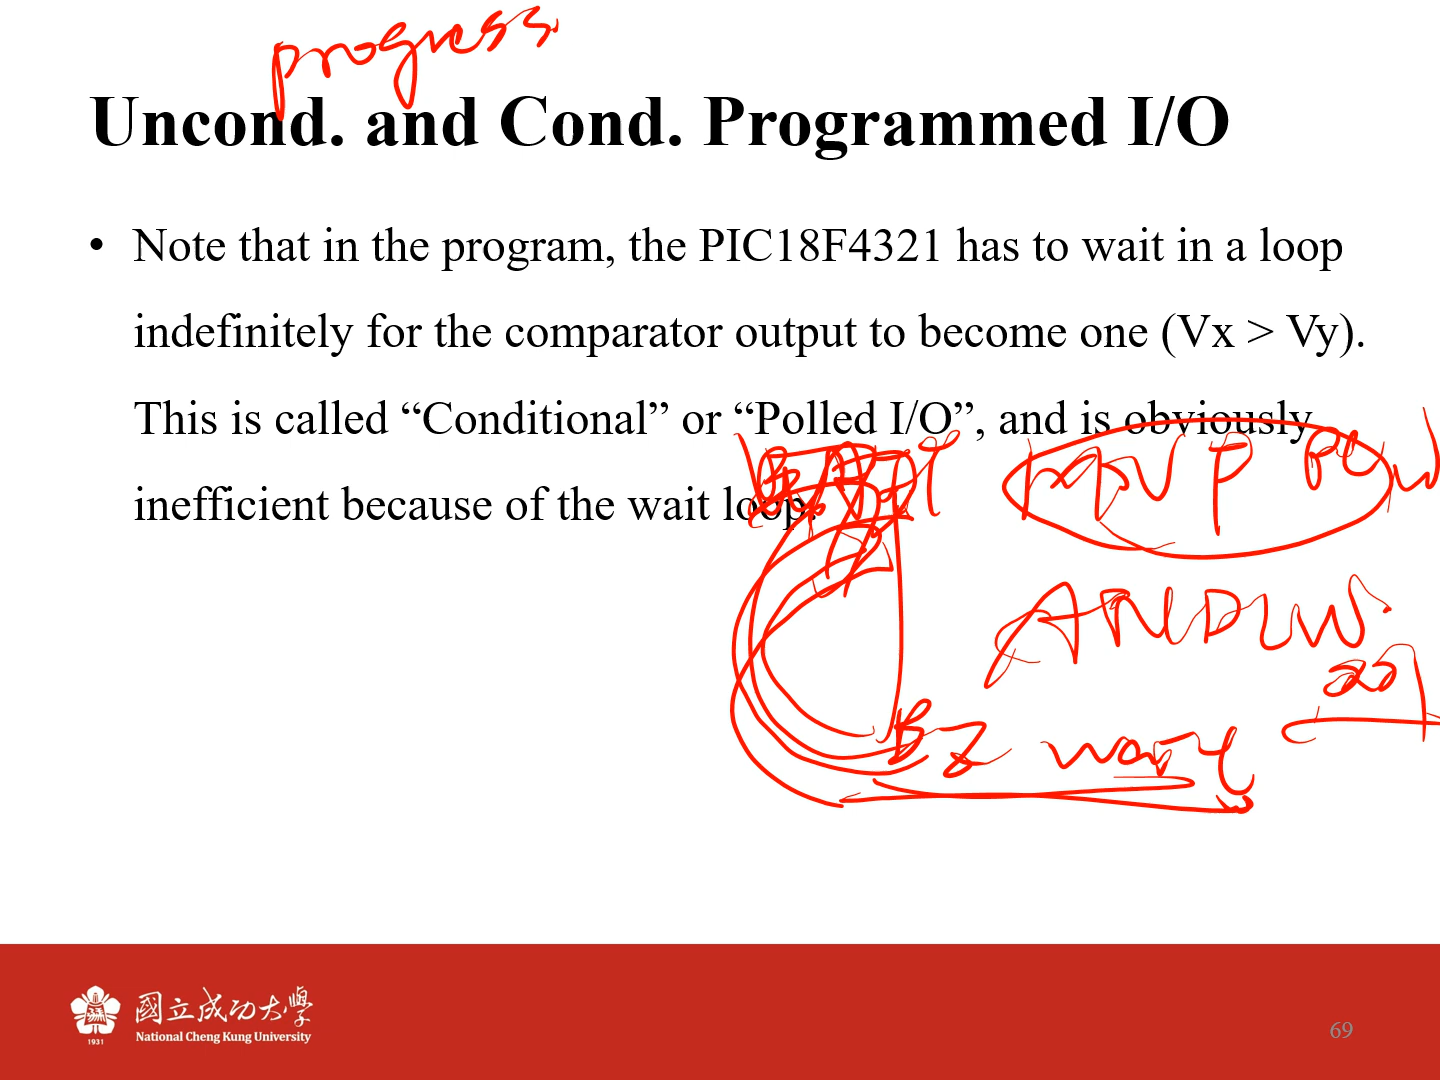 progress.
Uncond. and Cond. Programmed I/O
• Note that in the program, the PIC18F4321 has to wait in a loop
indefinitely for the comparator output to become one (Vx > Vy).
This is called “Conditional” or “Polled I/O”, and is obviously
inefficient because of the wait loop.
ANDLW
BZ
國立成功大學
National Cheng Kung University
1931
69